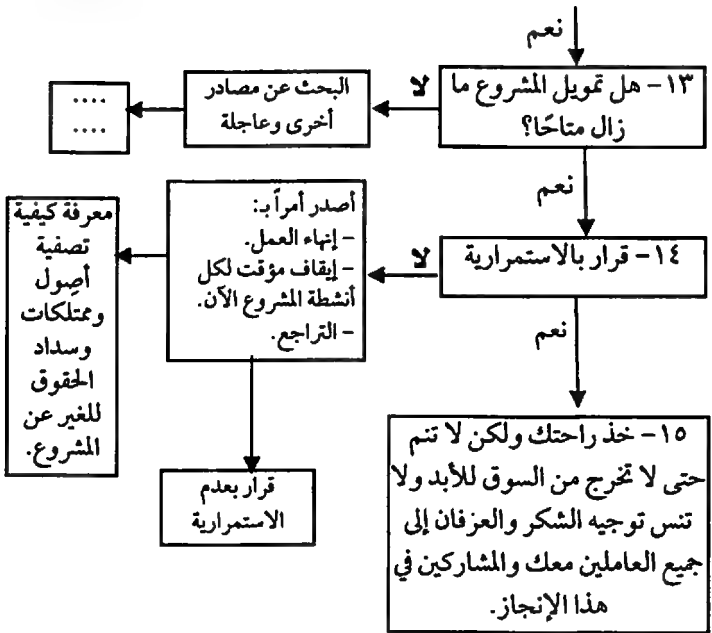 نعم
١٣- هل تمويل المشروع ما
زال متاحًا؟
لا
البحث عن مصادر
أخرى وعاجلة
....
....
نعم
١٤- قرار بالاستمرارية
لا
أصدر أمراً بـ:
- إنهاء العمل.
- إيقاف مؤقت لكل
أنشطة المشروع الآن.
- التراجع.
معرفة كيفية
تصفية
أصول
وممتلكات
وسداد
الحقوق
للغير عن
المشروع.
قرار بعدم
الاستمرارية
نعم
١٥- خذ راحتك ولكن لا تنم
حتى لا تخرج من السوق للأبد ولا
تنس توجيه الشكر والعزفان إلى
جميع العاملين معك والمشاركين في
هذا الإنجاز.